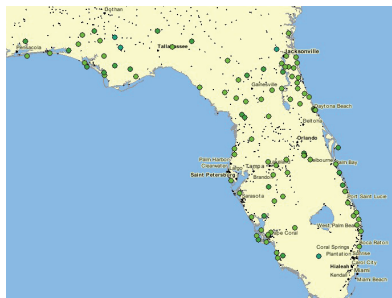 Dothan
Pensacola
Tallahassee
Jacksonville
Gainesville
Daytona Beach
Deltona
Orlando
Palm Harbor
Clearwater
Tampa
Brandon
Saint Petersburg
Sarasota
Melbourne
Palm Bay
Port Saint Lucie
Cape Coral
West Palm Beach
Boca Raton
Coral Springs
Plantation
Hialeah
Kendall
Miami
Miami Beach